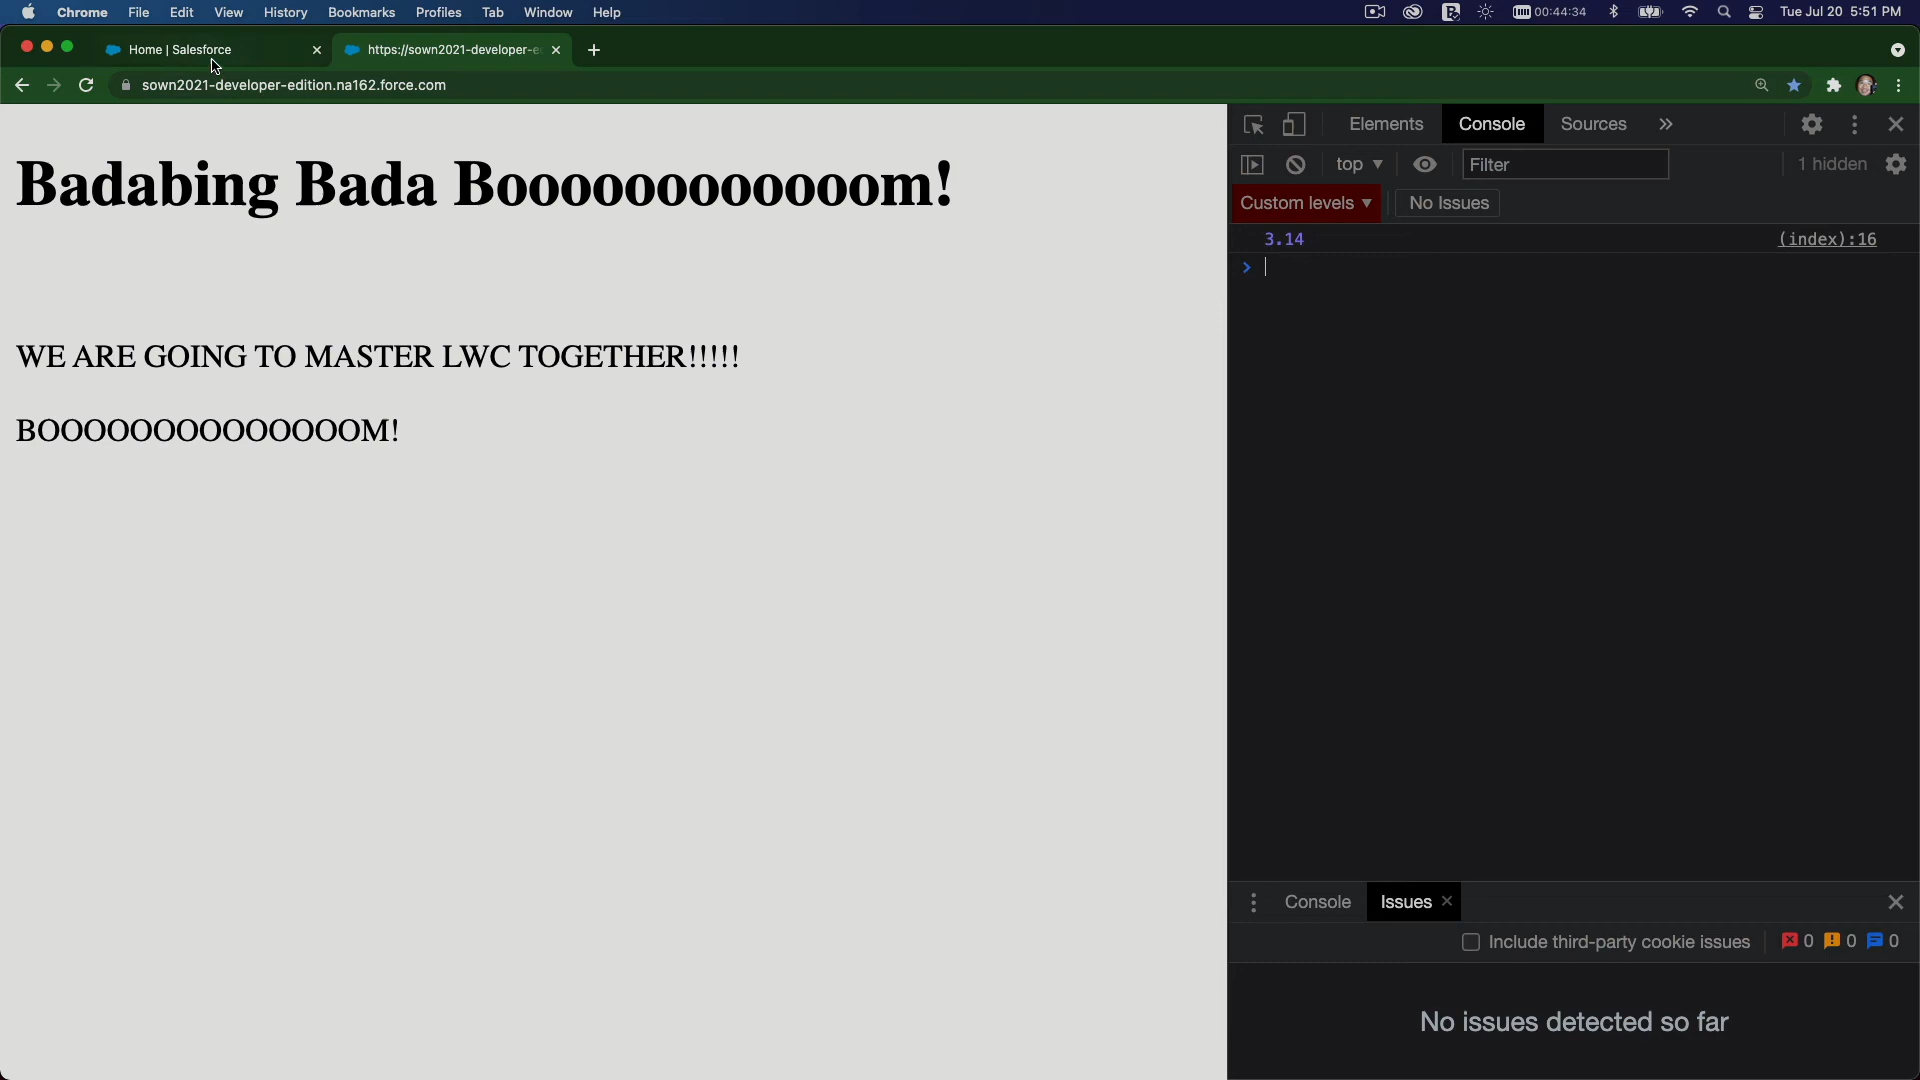 Chrome File Edit View History Bookmarks Profiles Tab Window Help 00:44:34 Tue Jul 20 5:51 PM
Home | Salesforce https://sown2021-developer-e
sown2021-developer-edition.na162.force.com
Elements Console Sources
top Filter 1 hidden
Custom levels No Issues
3.14 (index):16
Badabing Bada Boooooooooooom!
WE ARE GOING TO MASTER LWC TOGETHER!!!!!
BOOOOOOOOOOOOOOM!
Console Issues
Include third-party cookie issues 0 0 0
No issues detected so far